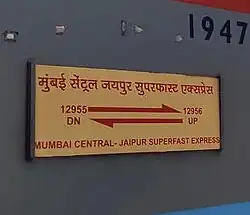 1947
मुंबई सेंट्रल जयपुर सुपरफास्ट एक्सप्रेस
12955 12956
DN UP
MUMBAI CENTRAL- JAIPUR SUPERFAST EXPRESS